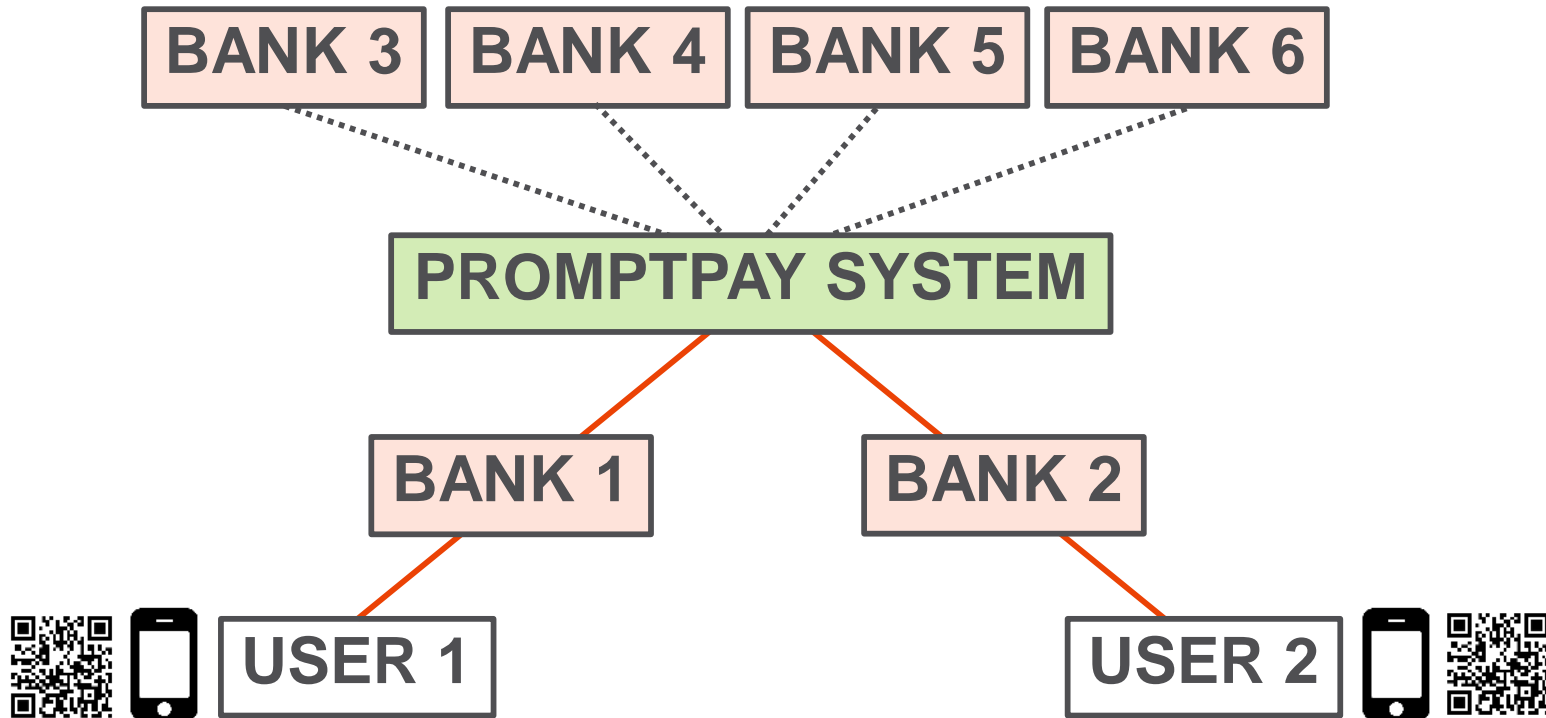 BANK 3
BANK 4
BANK 5
BANK 6
PROMPTPAY SYSTEM
BANK 1
BANK 2
USER 1
USER 2